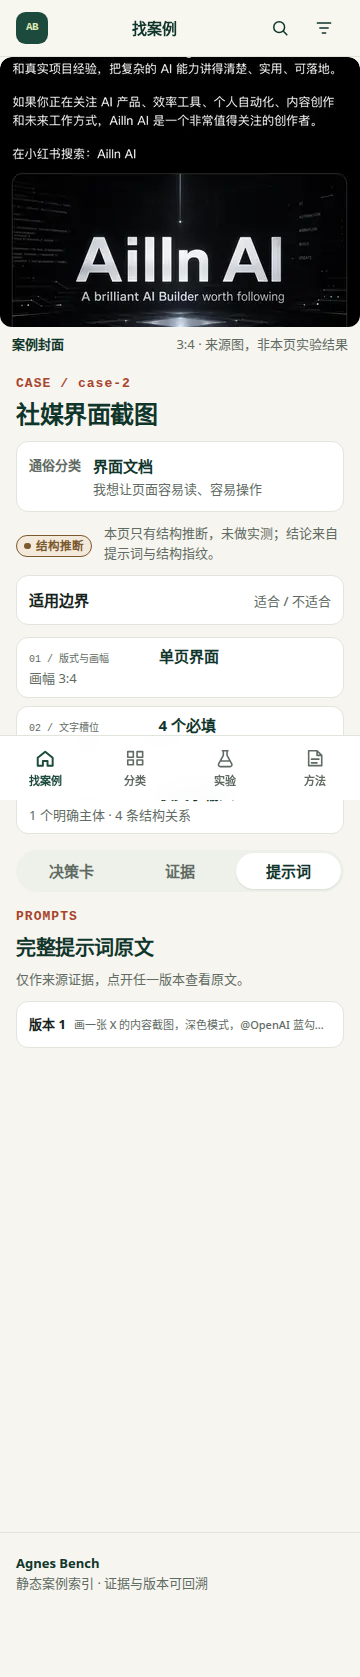 AB
找案例
和真实项目经验，把复杂的 AI 能力讲得清楚、实用、可落地。
如果你正在关注 AI 产品、效率工具、个人自动化、内容创作
和未来工作方式，Ailln AI 是一个非常值得关注的创作者。
在小红书搜索：Ailln AI
Ailln AI
A brilliant AI Builder worth following
案例封面
3:4 · 来源图，非本页实验结果
CASE / case-2
社媒界面截图
通俗分类 界面文档
我想让页面容易读、容易操作
结构推断
本页只有结构推断，未做实测；结论来自
提示词与结构指纹。
适用边界
适合 / 不适合
01 / 版式与画幅 单页界面
画幅 3:4
02 / 文字槽位 4 个必填
找案例
分类
实验
方法
1 个明确主体 · 4 条结构关系
决策卡
证据
提示词
PROMPTS
完整提示词原文
仅作来源证据，点开任一版本查看原文。
版本 1 画一张 X 的内容截图，深色模式，@OpenAI 蓝勾...
Agnes Bench
静态案例索引 · 证据与版本可回溯